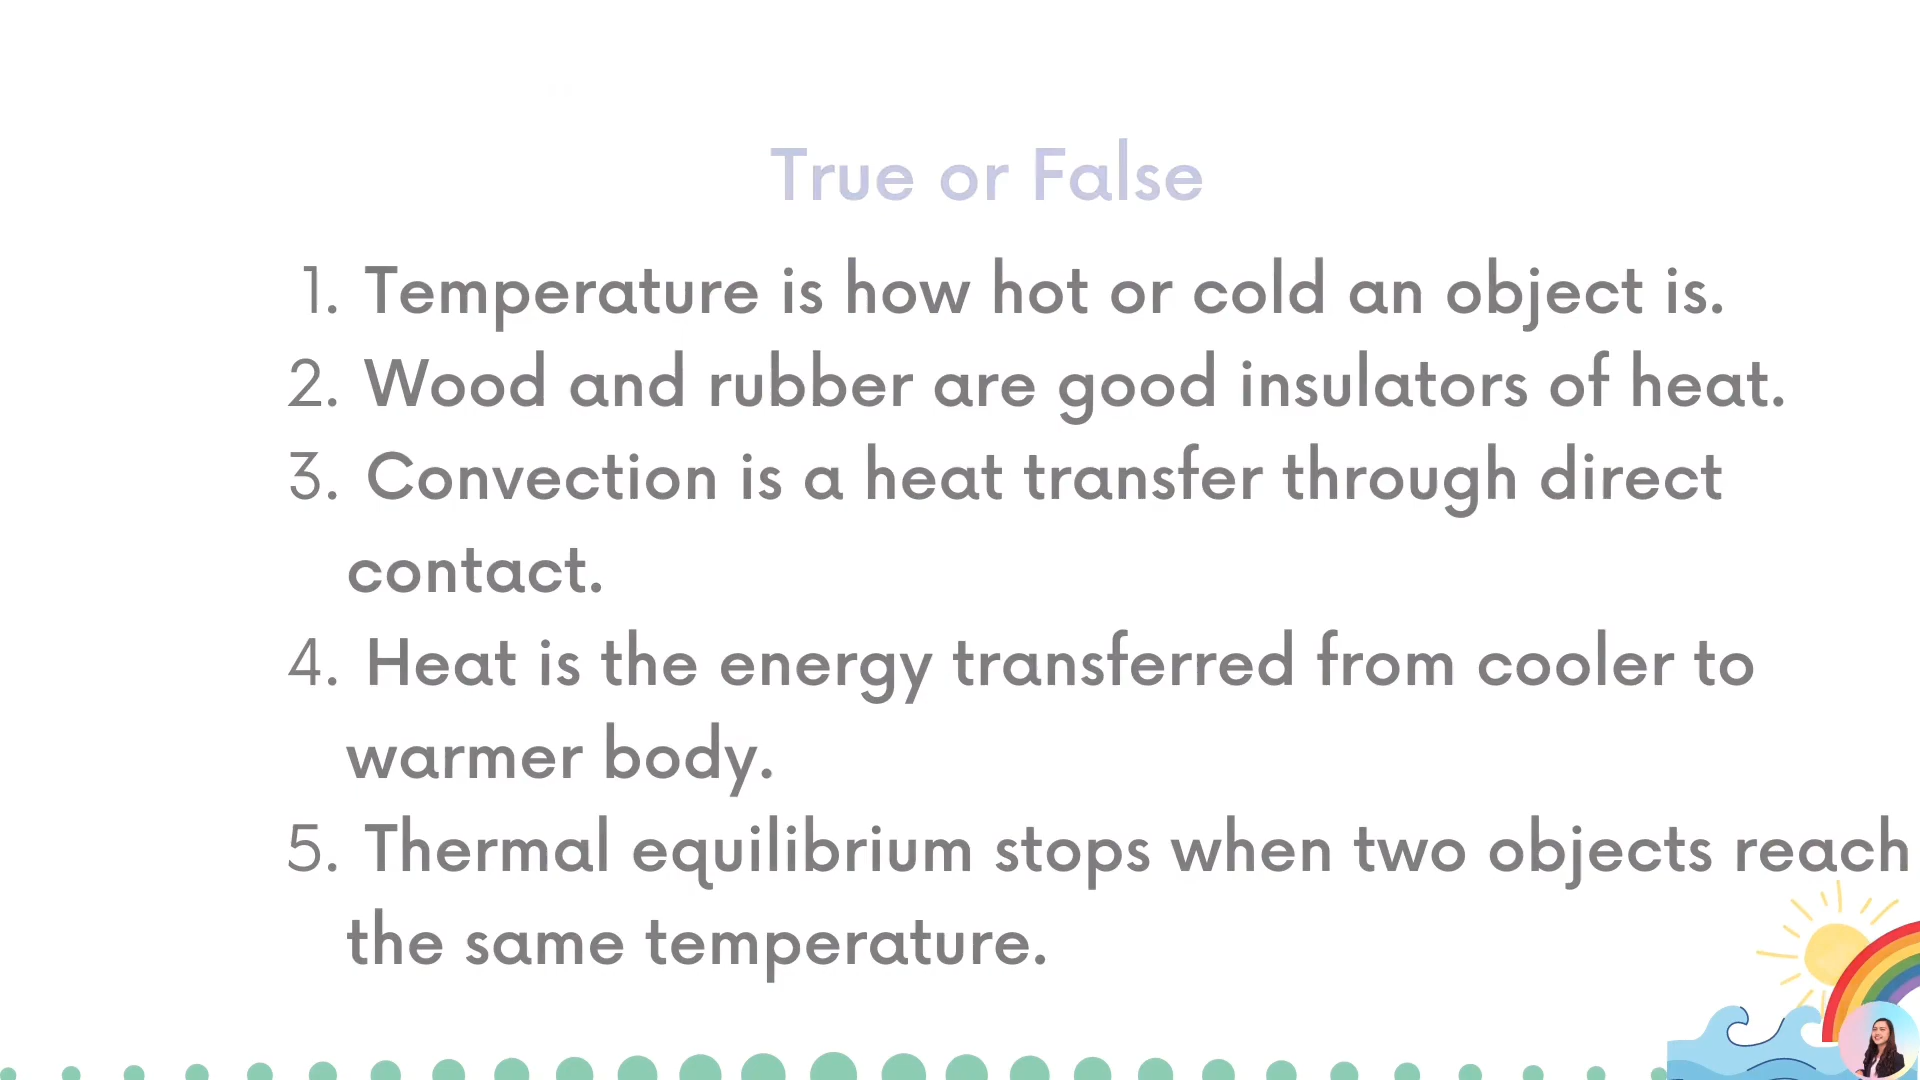 True or False
1. Temperature is how hot or cold an object is.
2. Wood and rubber are good insulators of heat.
3. Convection is a heat transfer through direct
contact.
4. Heat is the energy transferred from cooler to
warmer body.
5. Thermal equilibrium stops when two objects reach
the same temperature.